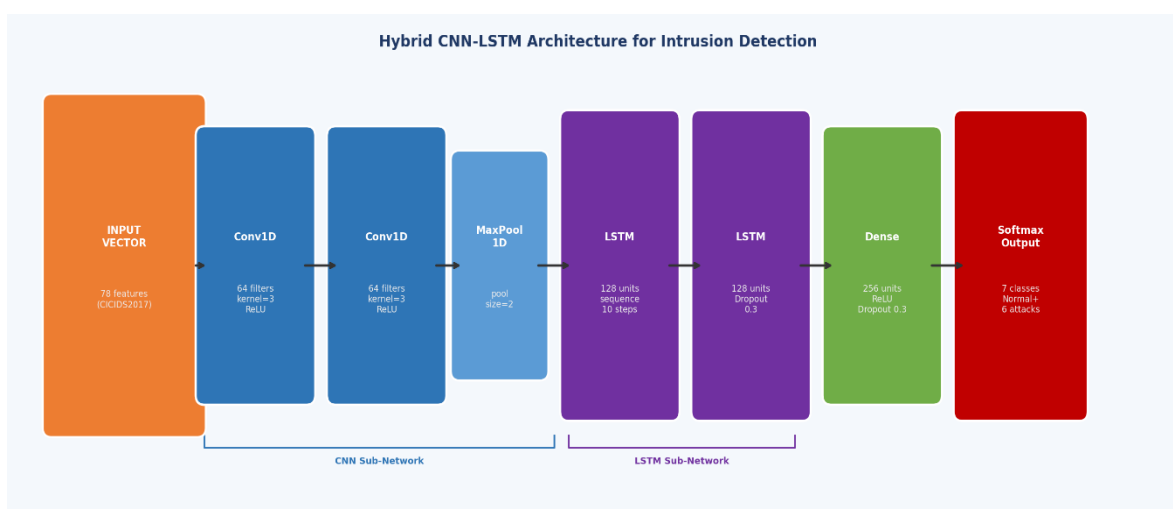 Hybrid CNN-LSTM Architecture for Intrusion Detection
INPUT
VECTOR
78 features
(CICIDS2017)
Conv1D
64 filters
kernel=3
ReLU
Conv1D
64 filters
kernel=3
ReLU
MaxPool
1D
pool
size=2
LSTM
128 units
sequence
10 steps
LSTM
128 units
Dropout
0.3
Dense
256 units
ReLU
Dropout 0.3
Softmax
Output
7 classes
Normal+
6 attacks
CNN Sub-Network
LSTM Sub-Network